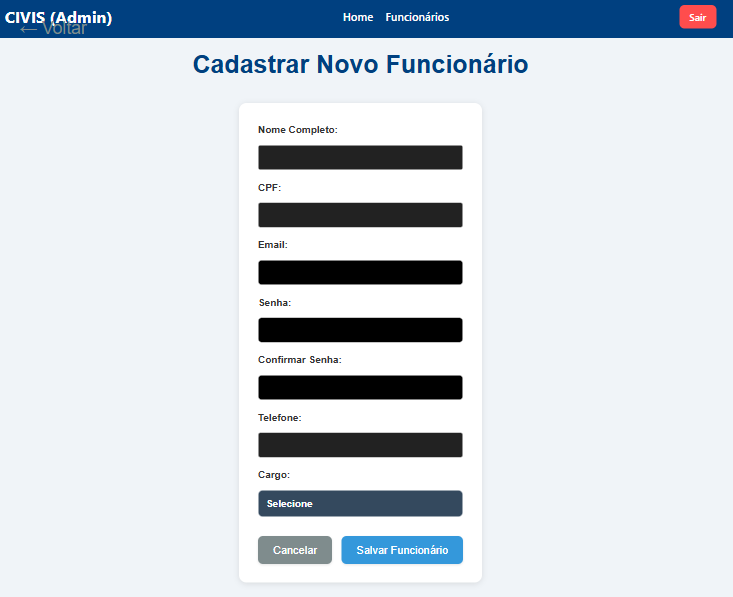 CIVIS (Admin)
Home Funcionários
Sair
← Voltar
Cadastrar Novo Funcionário
Nome Completo:
CPF:
Email:
Senha:
Confirmar Senha:
Telefone:
Cargo:
Selecione
Cancelar Salvar Funcionário